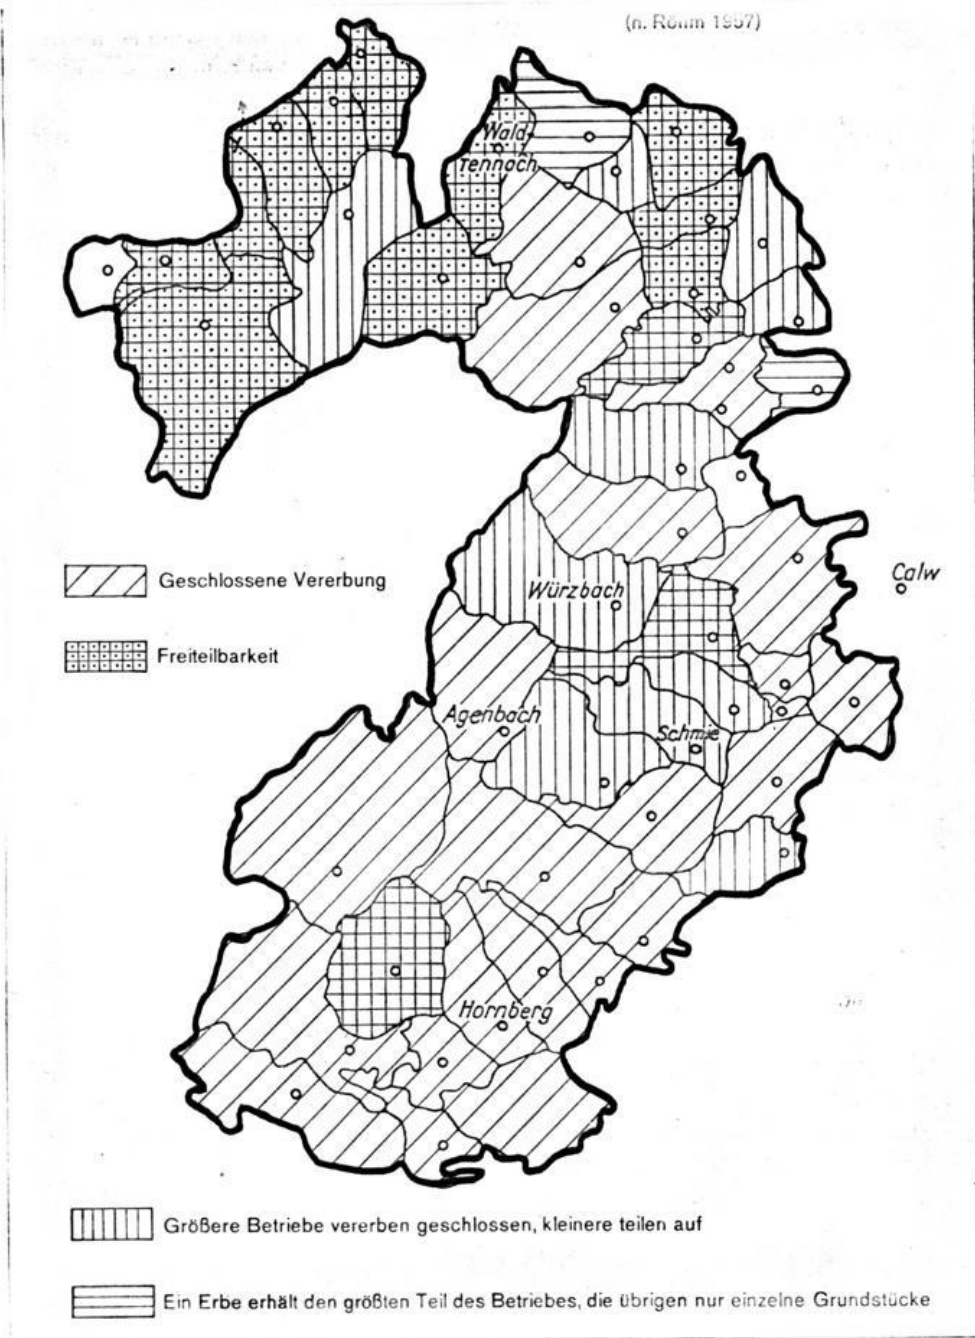 (n. Röhm 1957)
Wald-
rennach
Geschlossene Vererbung
Calw
Würzbach
Freiteilbarkeit
Agenbach
Schmie
Hornberg
Größere Betriebe vererben geschlossen, kleinere teilen auf
Ein Erbe erhält den größten Teil des Betriebes, die übrigen nur einzelne Grundstücke